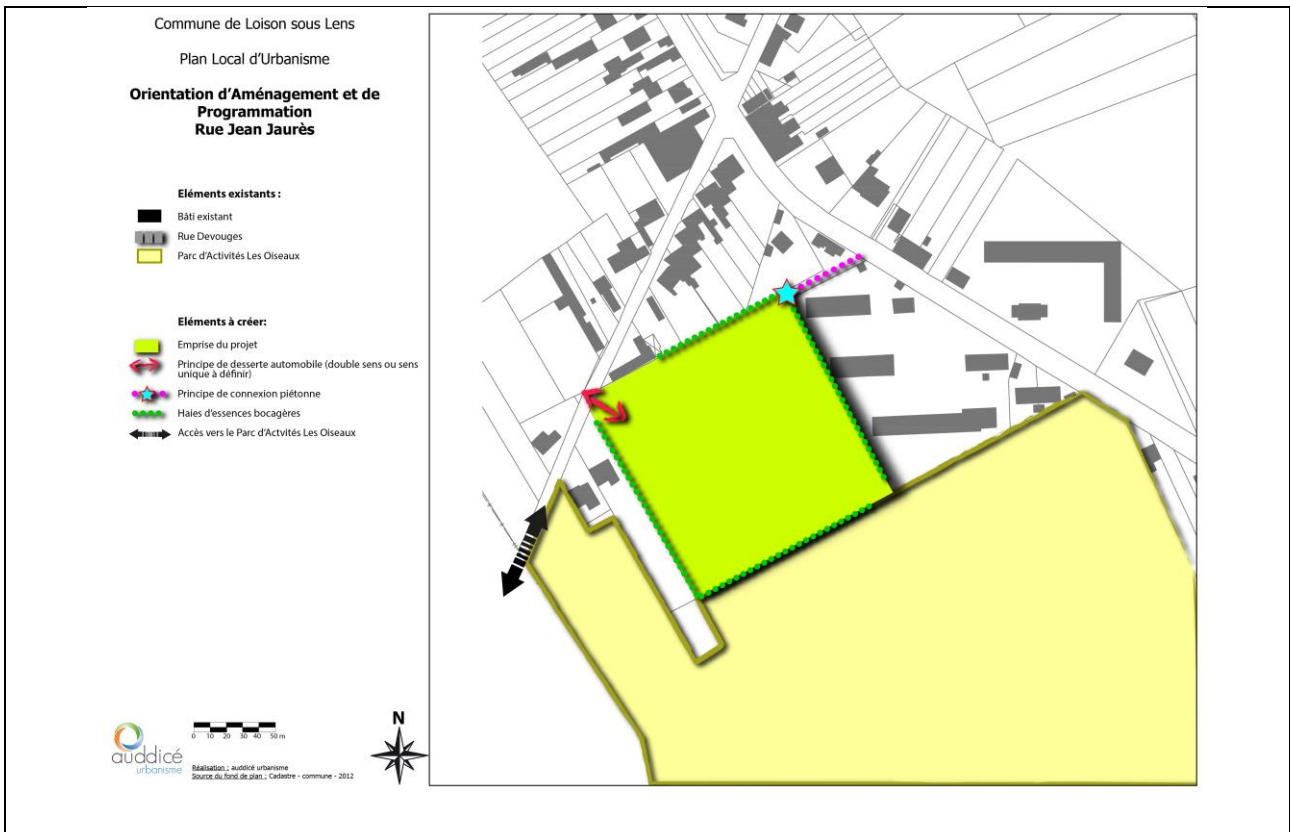 Commune de Loison sous Lens
Plan Local d'Urbanisme
Orientation d'Aménagement et de
Programmation
Rue Jean Jaurès
Eléments existants :
Bâti existant
Rue Devouges
Parc d'Activités Les Oiseaux
Eléments à créer:
Emprise du projet
Principe de desserte automobile (double sens ou sens
unique à définir)
Principe de connexion piétonne
Haies d'essences bocagères
Accès vers le Parc d'Actvités Les Oiseaux
N
0 10 20 30 40 50 m
auddicé
urbanisme
Réalisation : auddicé urbanisme
Source du fond de plan : Cadastre - commune - 2012